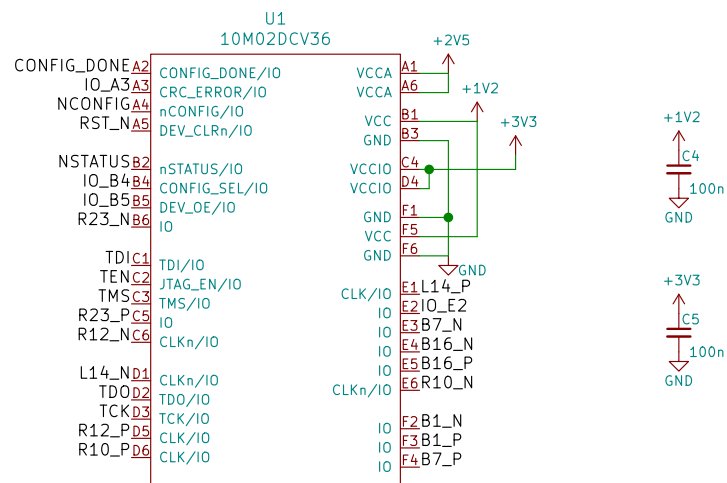 U1
10M02DCV36
CONFIG_DONE A2 CONFIG_DONE/IO
IO_A3 A3 CRC_ERROR/IO
NCONFIG A4 nCONFIG/IO
RST_N A5 DEV_CLRn/IO
NSTATUS B2 nSTATUS/IO
IO_B4 B4 CONFIG_SEL/IO
IO_B5 B5 DEV_OE/IO
R23_N B6 IO
TDI C1 TDI/IO
TEN C2 JTAG_EN/IO
TMS C3 TMS/IO
R23_P C5 IO
R12_N C6 CLKn/IO
L14_N D1 CLKn/IO
TDO D2 TDO/IO
TCK D3 TCK/IO
R12_P D5 CLK/IO
R10_P D6 CLK/IO
VCCA A1
VCCA A6
VCC B1
GND B3
VCCIO C4
VCCIO D4
GND F1
VCC F5
GND F6
CLK/IO E1 L14_P
IO E2 IO_E2
IO E3 B7_N
IO E4 B16_N
IO E5 B16_P
CLKn/IO E6 R10_N
IO F2 B1_N
IO F3 B1_P
IO F4 B7_P
+2V5
+1V2
+3V3
GND
+1V2
C4
100n
GND
+3V3
C5
100n
GND